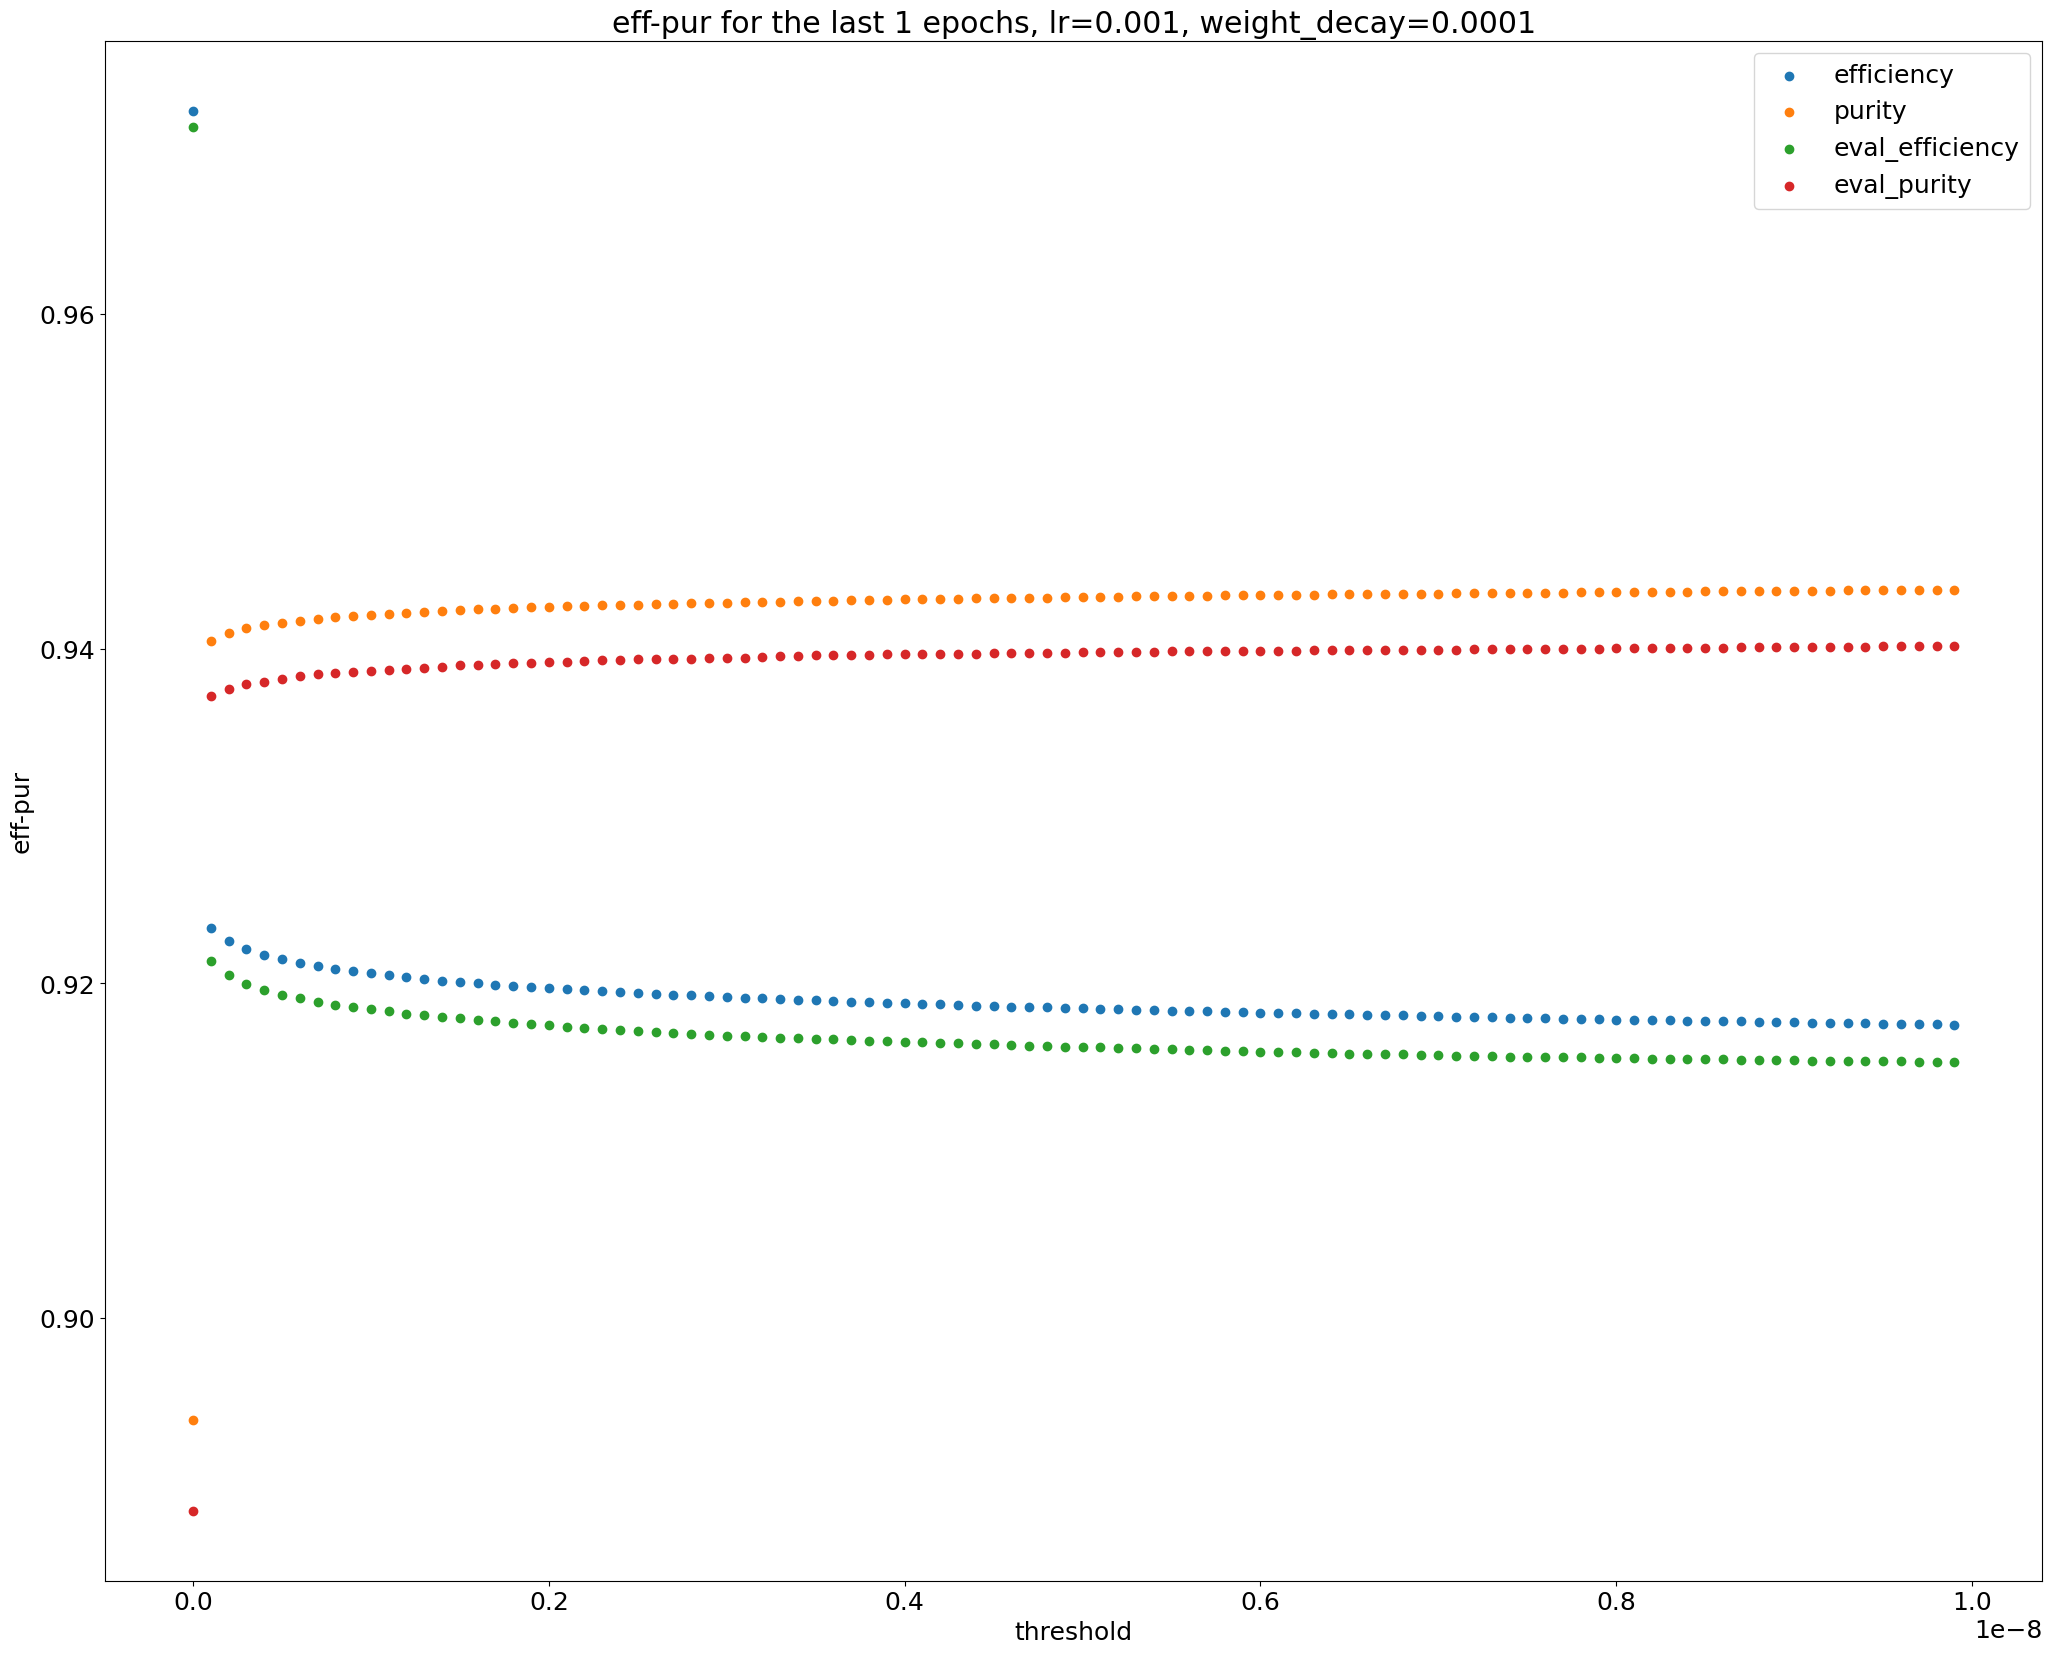 eff-pur for the last 1 epochs, lr=0.001, weight_decay=0.0001
efficiency
purity
eval_efficiency
eval_purity
0.96
0.94
0.92
0.90
eff-pur
0.0 0.2 0.4 0.6 0.8 1.0
1e−8
threshold